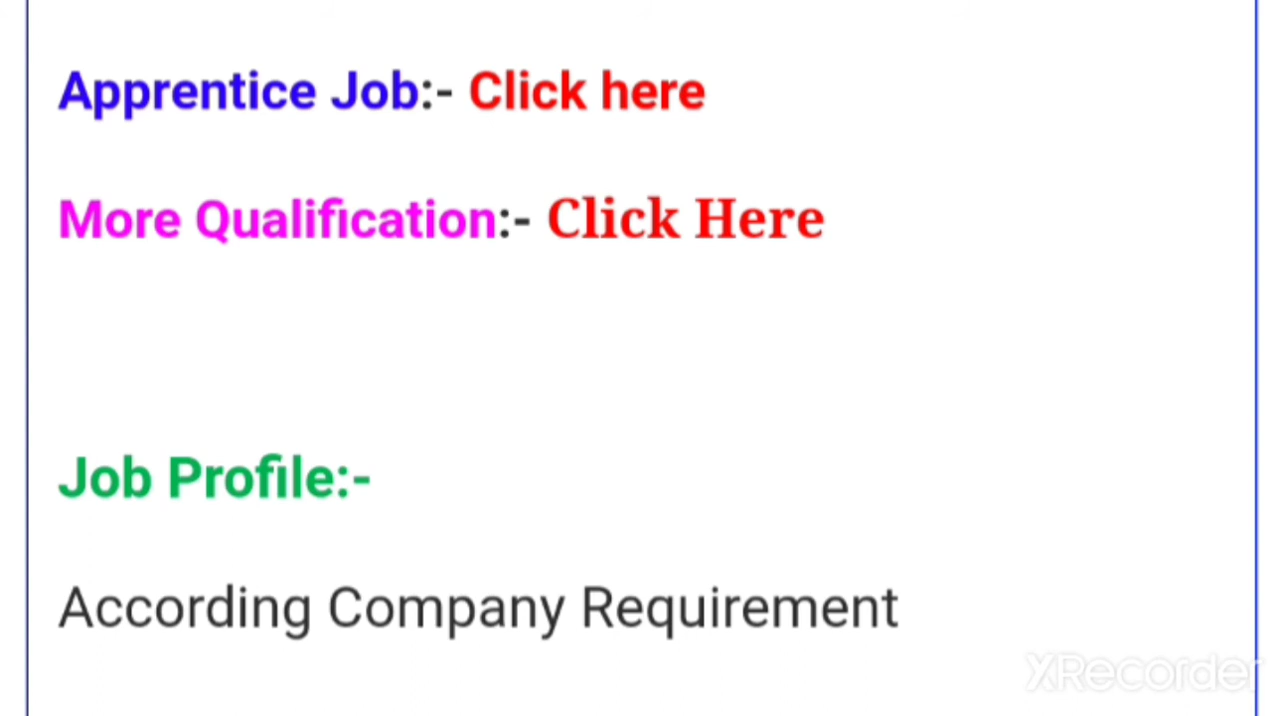 Apprentice Job:- Click here
More Qualification:- Click Here
Job Profile:-
According Company Requirement
XRecorder